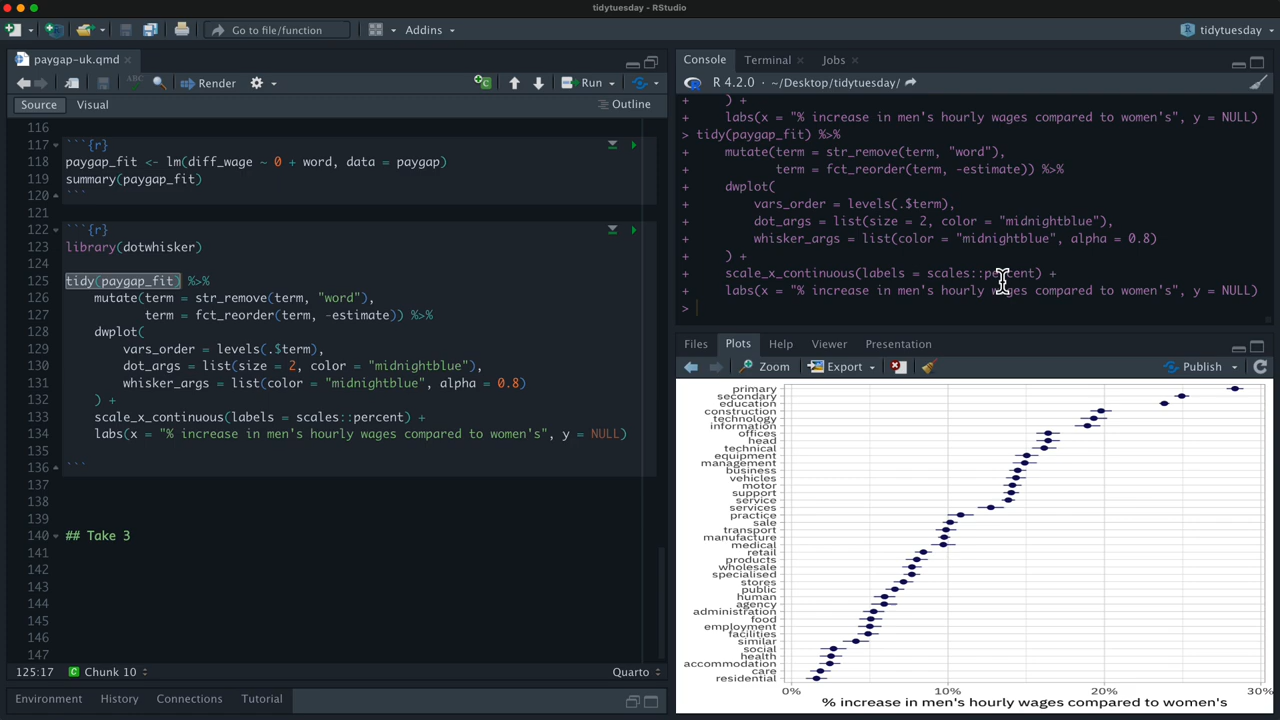 tidytuesday - RStudio
Go to file/function
Addins
tidytuesday
paygap-uk.qmd
ABC
Render
Run
Source
Visual
Outline
116
117 ```{r}
118 paygap_fit <- lm(diff_wage ~ 0 + word, data = paygap)
119 summary(paygap_fit)
120 ```
121
122 ```{r}
123 library(dotwhisker)
124
125 tidy(paygap_fit) %>%
126 mutate(term = str_remove(term, "word"),
127 term = fct_reorder(term, -estimate)) %>%
128 dwplot(
129 vars_order = levels(.$term),
130 dot_args = list(size = 2, color = "midnightblue"),
131 whisker_args = list(color = "midnightblue", alpha = 0.8)
132 ) +
133 scale_x_continuous(labels = scales::percent) +
134 labs(x = "% increase in men's hourly wages compared to women's", y = NULL)
135
136 ```
137
138
139
140 ## Take 3
141
142
143
144
145
146
147
125:17
Chunk 10
Quarto
Environment
History
Connections
Tutorial
Console
Terminal
Jobs
R 4.2.0 · ~/Desktop/tidytuesday/
+ ) +
+ labs(x = "% increase in men's hourly wages compared to women's", y = NULL)
> tidy(paygap_fit) %>%
+ mutate(term = str_remove(term, "word"),
+ term = fct_reorder(term, -estimate)) %>%
+ dwplot(
+ vars_order = levels(.$term),
+ dot_args = list(size = 2, color = "midnightblue"),
+ whisker_args = list(color = "midnightblue", alpha = 0.8)
+ ) +
+ scale_x_continuous(labels = scales::percent) +
+ labs(x = "% increase in men's hourly wages compared to women's", y = NULL)
>
Files
Plots
Help
Viewer
Presentation
Zoom
Export
Publish
primary
secondary
education
construction
technology
information
offices
head
technical
equipment
management
business
vehicles
motor
support
service
services
practice
sale
transport
manufacture
medical
retail
products
wholesale
specialised
stores
public
human
agency
administration
food
employment
facilities
similar
social
health
accommodation
care
residential
0%
10%
20%
30%
% increase in men's hourly wages compared to women's